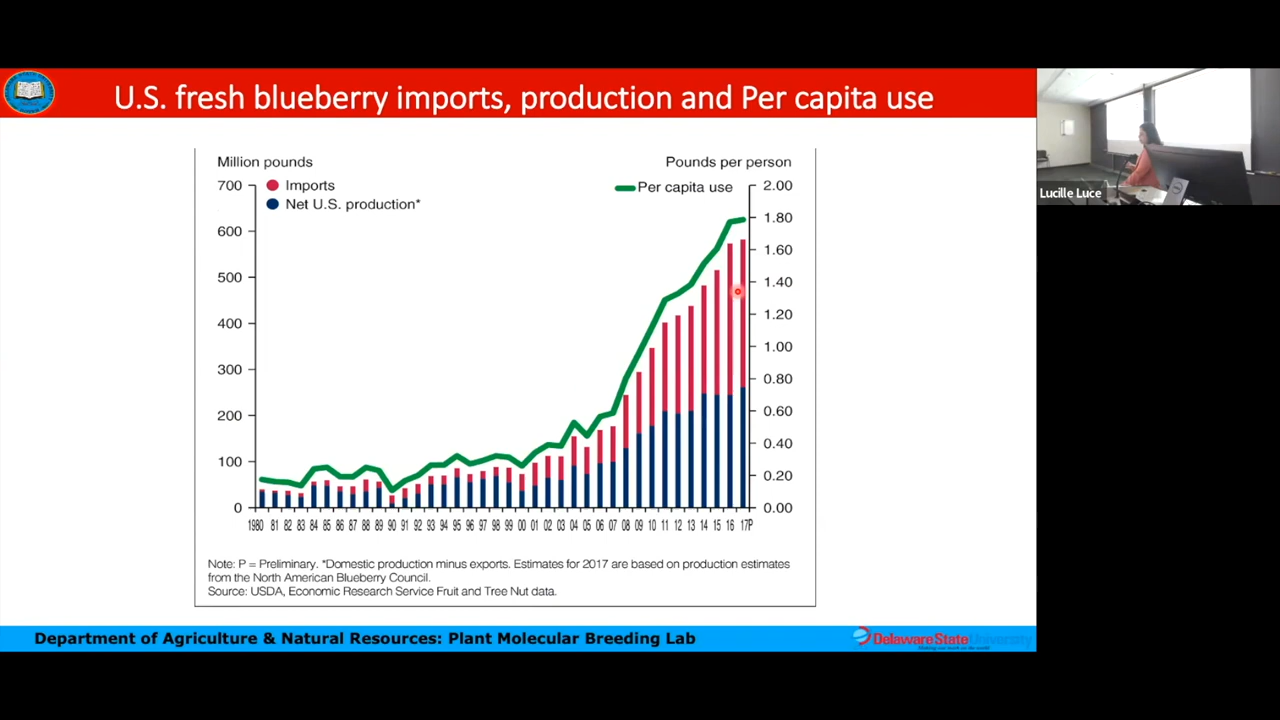 U.S. fresh blueberry imports, production and Per capita use
Million pounds
Pounds per person
700
Imports
Per capita use
2.00
Net U.S. production*
1.80
600
1.60
500
1.40
400
1.20
1.00
300
0.80
200
0.60
0.40
100
0.20
0
0.00
1980 81 82 83 84 85 86 87 88 89 90 91 92 93 94 95 96 97 98 99 00 01 02 03 04 05 06 07 08 09 10 11 12 13 14 15 16 17P
Note: P = Preliminary. *Domestic production minus exports. Estimates for 2017 are based on production estimates
from the North American Blueberry Council.
Source: USDA, Economic Research Service Fruit and Tree Nut data.
Department of Agriculture & Natural Resources: Plant Molecular Breeding Lab
DelawareState University
Lucille Luce